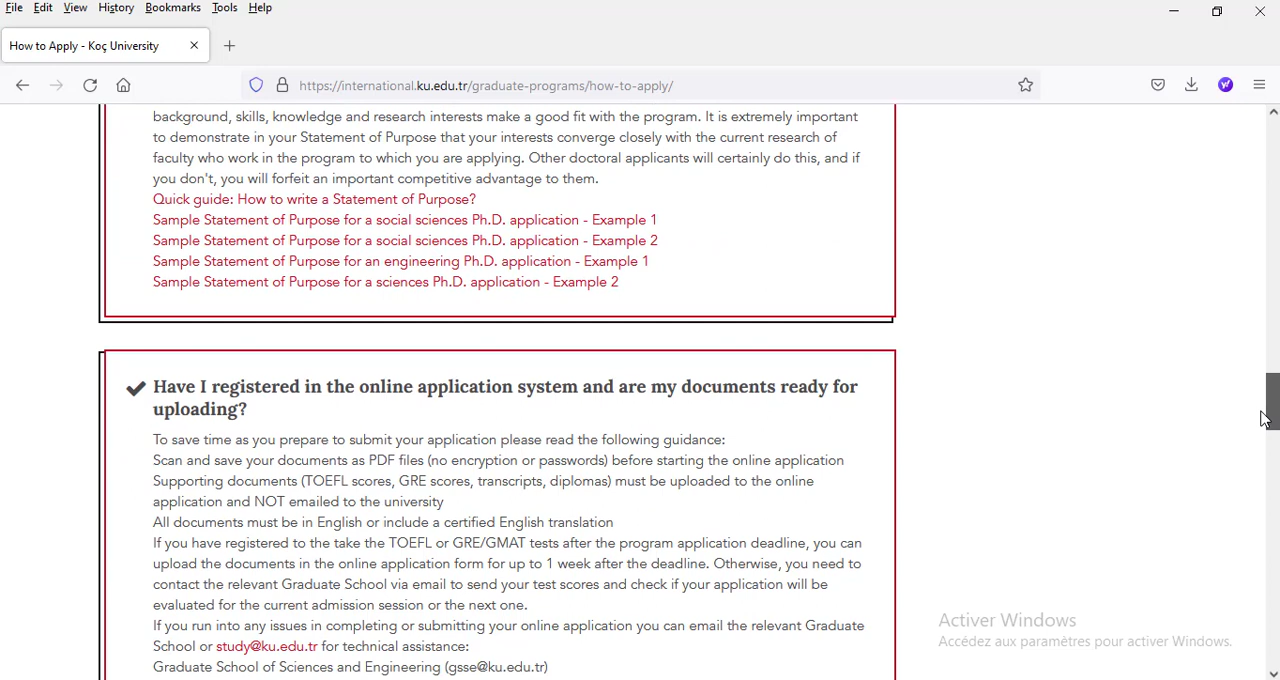 File Edit View History Bookmarks Tools Help
How to Apply - Koç University
https://international.ku.edu.tr/graduate-programs/how-to-apply/
background, skills, knowledge and research interests make a good fit with the program. It is extremely important
to demonstrate in your Statement of Purpose that your interests converge closely with the current research of
faculty who work in the program to which you are applying. Other doctoral applicants will certainly do this, and if
you don't, you will forfeit an important competitive advantage to them.
Quick guide: How to write a Statement of Purpose?
Sample Statement of Purpose for a social sciences Ph.D. application - Example 1
Sample Statement of Purpose for a social sciences Ph.D. application - Example 2
Sample Statement of Purpose for an engineering Ph.D. application - Example 1
Sample Statement of Purpose for a sciences Ph.D. application - Example 2
Have I registered in the online application system and are my documents ready for
uploading?
To save time as you prepare to submit your application please read the following guidance:
Scan and save your documents as PDF files (no encryption or passwords) before starting the online application
Supporting documents (TOEFL scores, GRE scores, transcripts, diplomas) must be uploaded to the online
application and NOT emailed to the university
All documents must be in English or include a certified English translation
If you have registered to the take the TOEFL or GRE/GMAT tests after the program application deadline, you can
upload the documents in the online application form for up to 1 week after the deadline. Otherwise, you need to
contact the relevant Graduate School via email to send your test scores and check if your application will be
evaluated for the current admission session or the next one.
If you run into any issues in completing or submitting your online application you can email the relevant Graduate
School or study@ku.edu.tr for technical assistance:
Graduate School of Sciences and Engineering (gsse@ku.edu.tr)
Activer Windows
Accédez aux paramètres pour activer Windows.